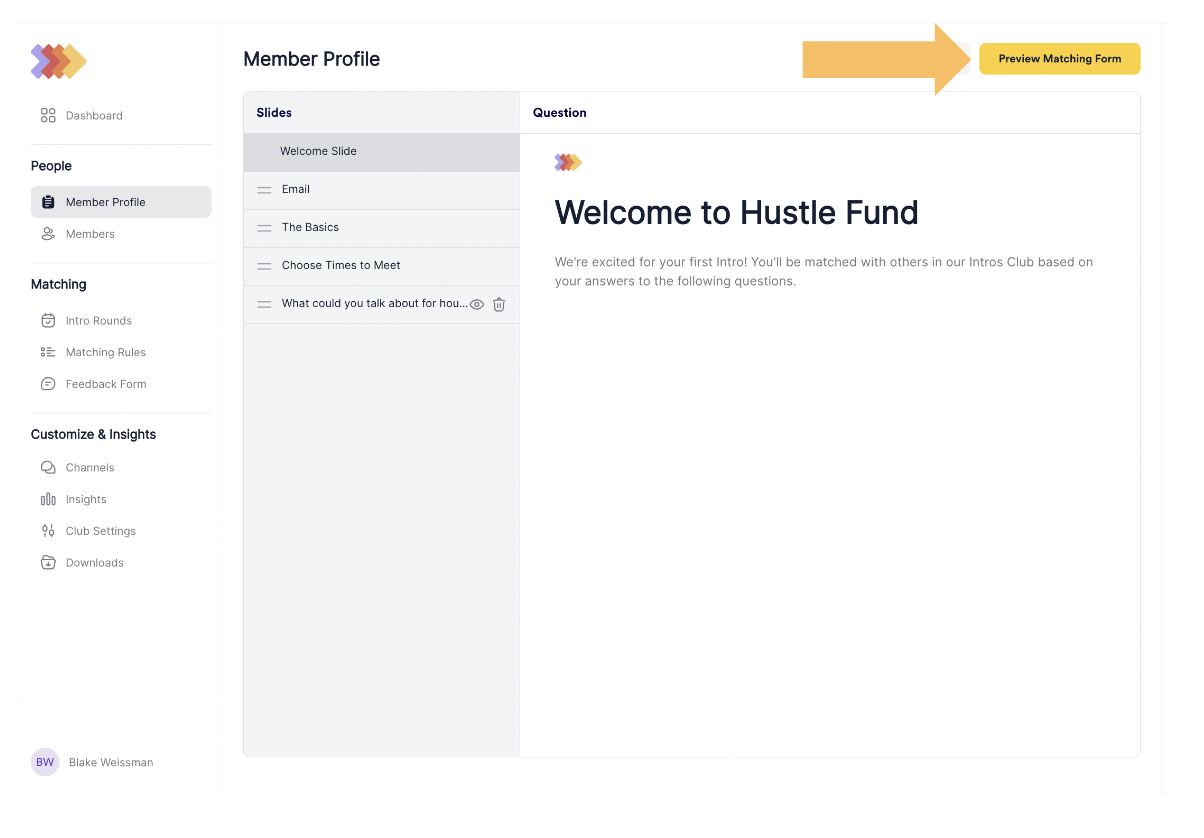 Member Profile
Preview Matching Form
Dashboard
People
Member Profile
Members
Matching
Intro Rounds
Matching Rules
Feedback Form
Customize & Insights
Channels
Insights
Club Settings
Downloads
BW
Blake Weissman
Slides
Welcome Slide
Email
The Basics
Choose Times to Meet
What could you talk about for hou...
Question
Welcome to Hustle Fund
We're excited for your first Intro! You'll be matched with others in our Intros Club based on
your answers to the following questions.